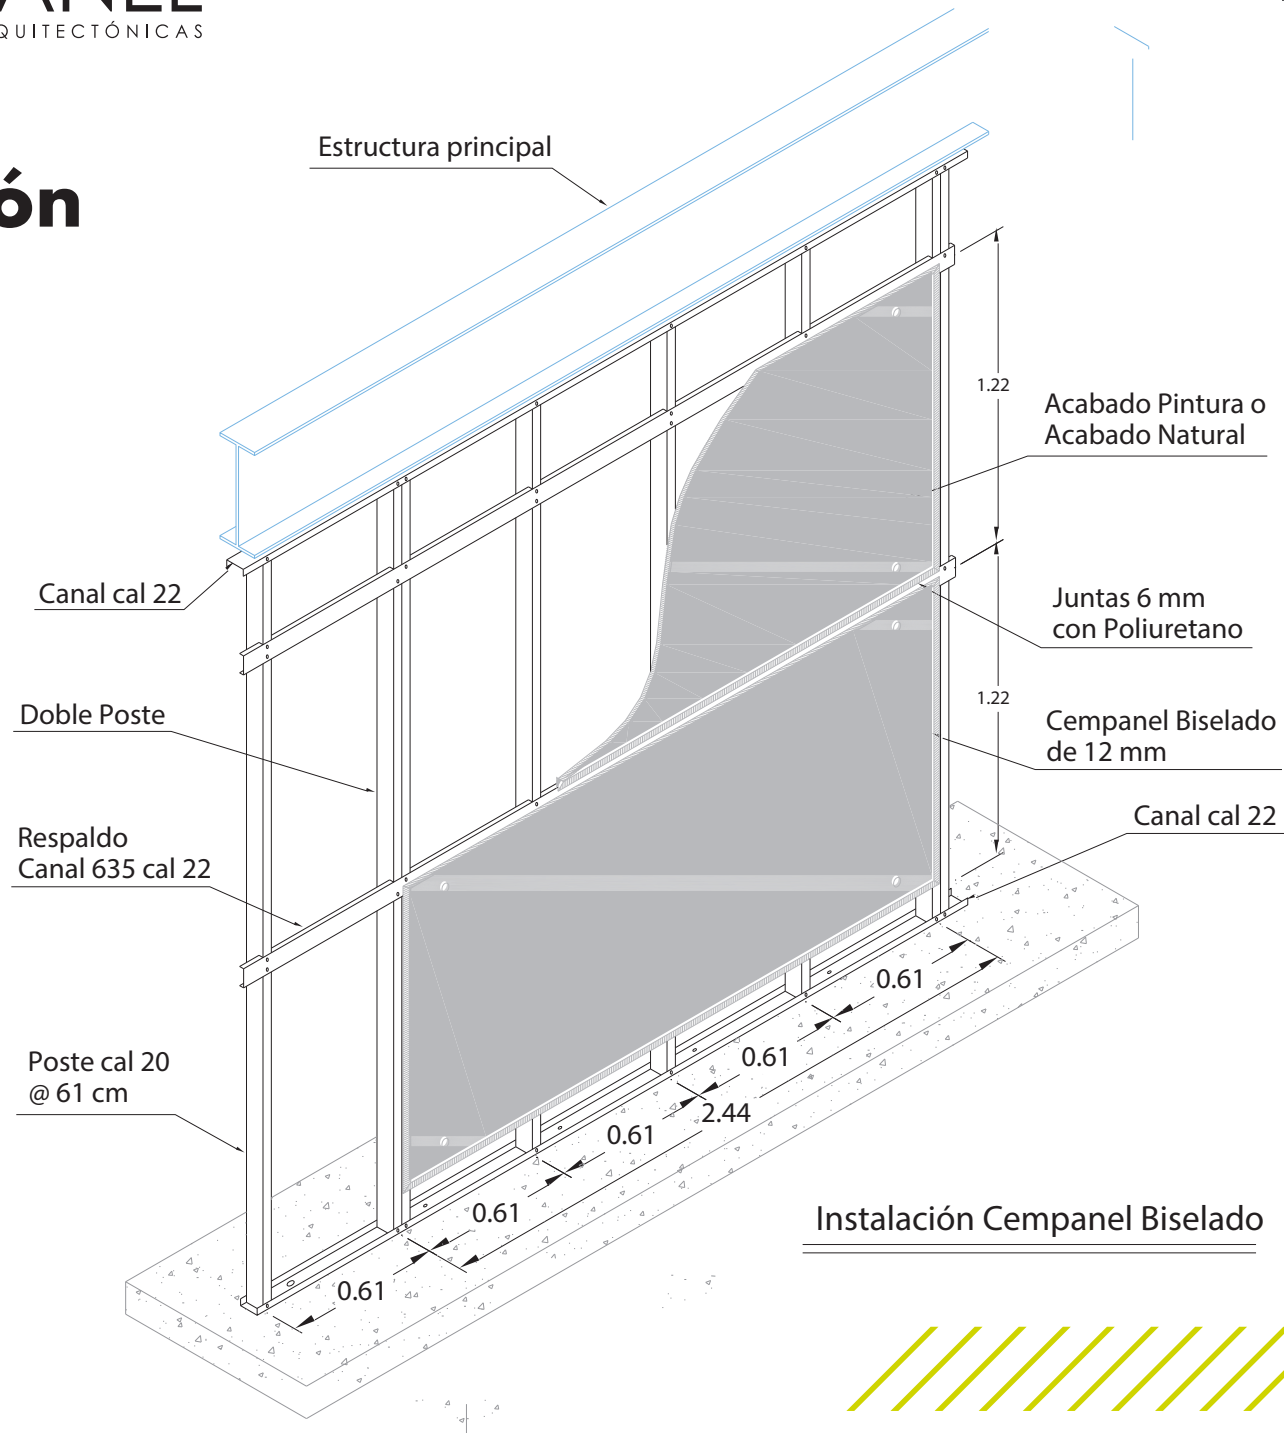 QUITECTÓNICAS
ón
Estructura principal
1.22
Acabado Pintura o
Acabado Natural
Canal cal 22
Juntas 6 mm
con Poliuretano
1.22
Doble Poste
Cempanel Biselado
de 12 mm
Canal cal 22
Respaldo
Canal 635 cal 22
0.61
Poste cal 20
@ 61 cm
0.61
2.44
0.61
0.61
0.61
Instalación Cempanel Biselado